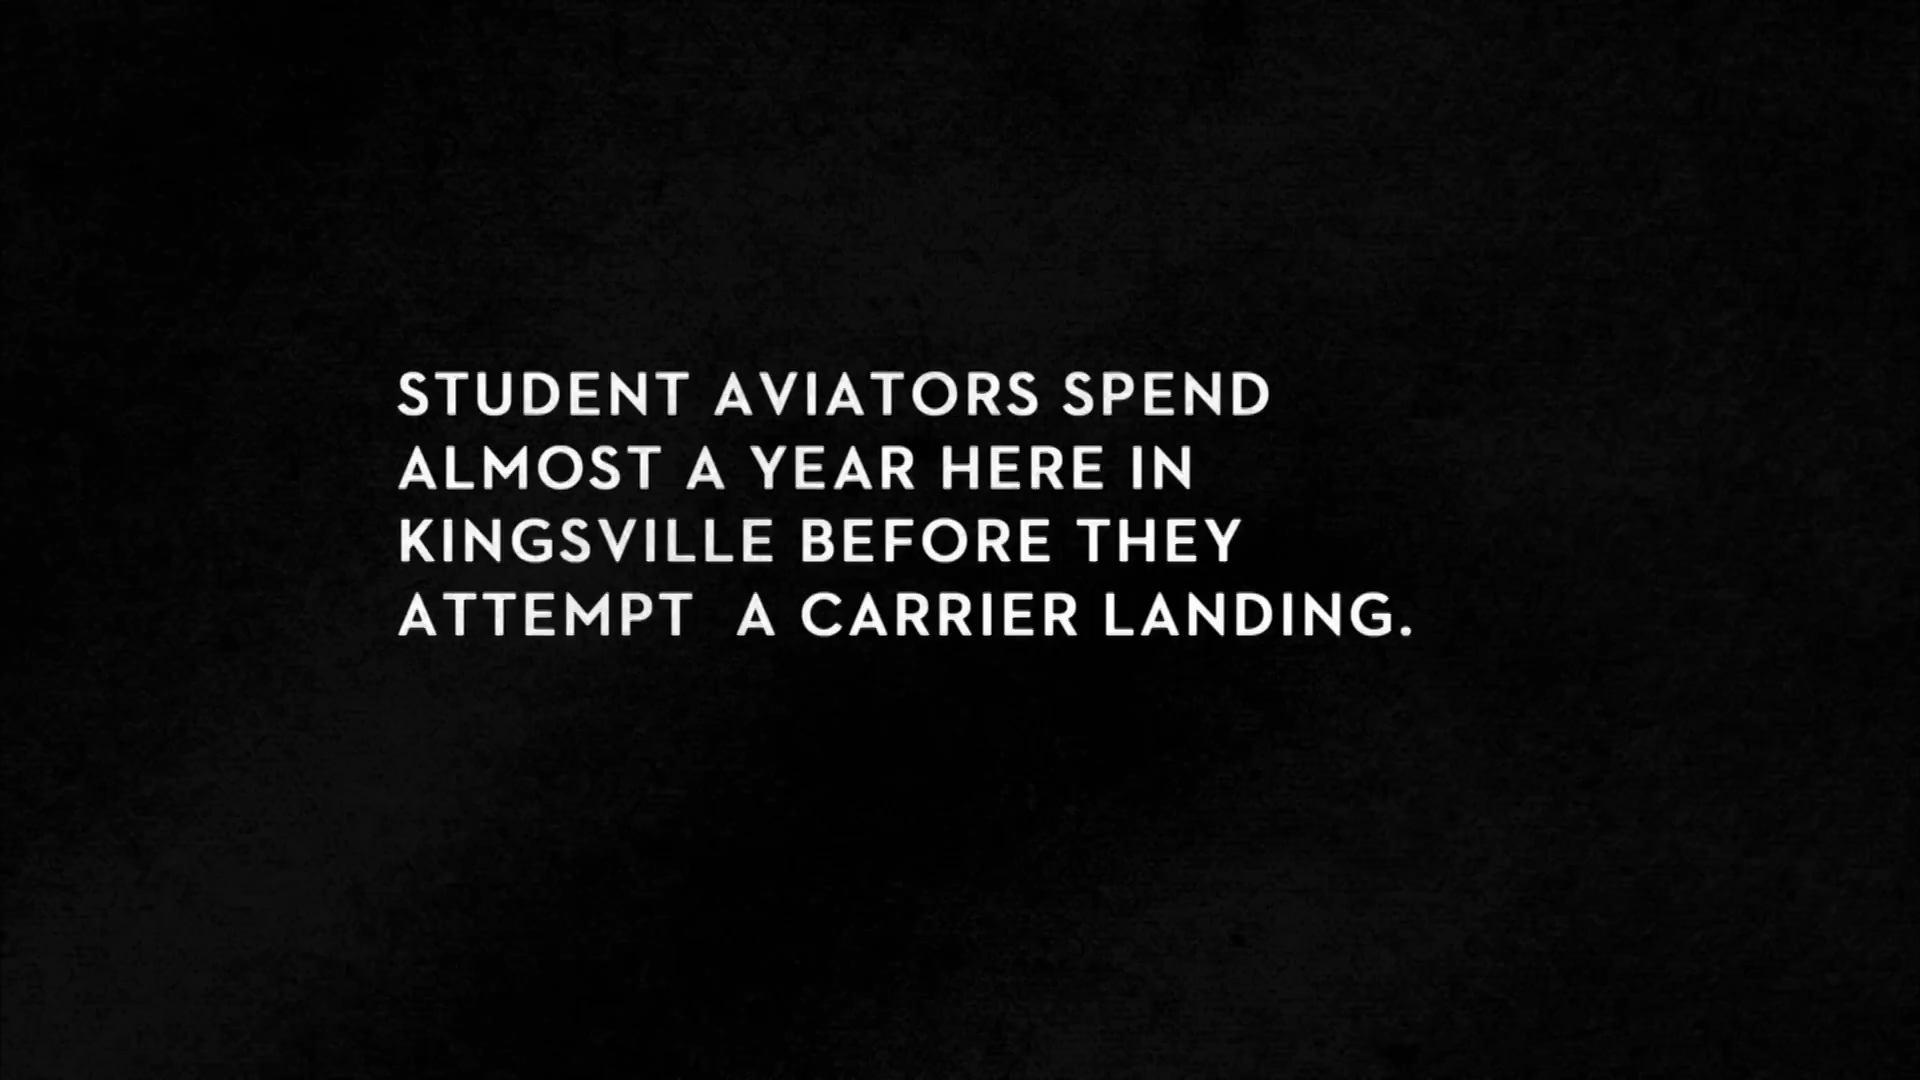 STUDENT AVIATORS SPEND
ALMOST A YEAR HERE IN
KINGSVILLE BEFORE THEY
ATTEMPT  A CARRIER LANDING.